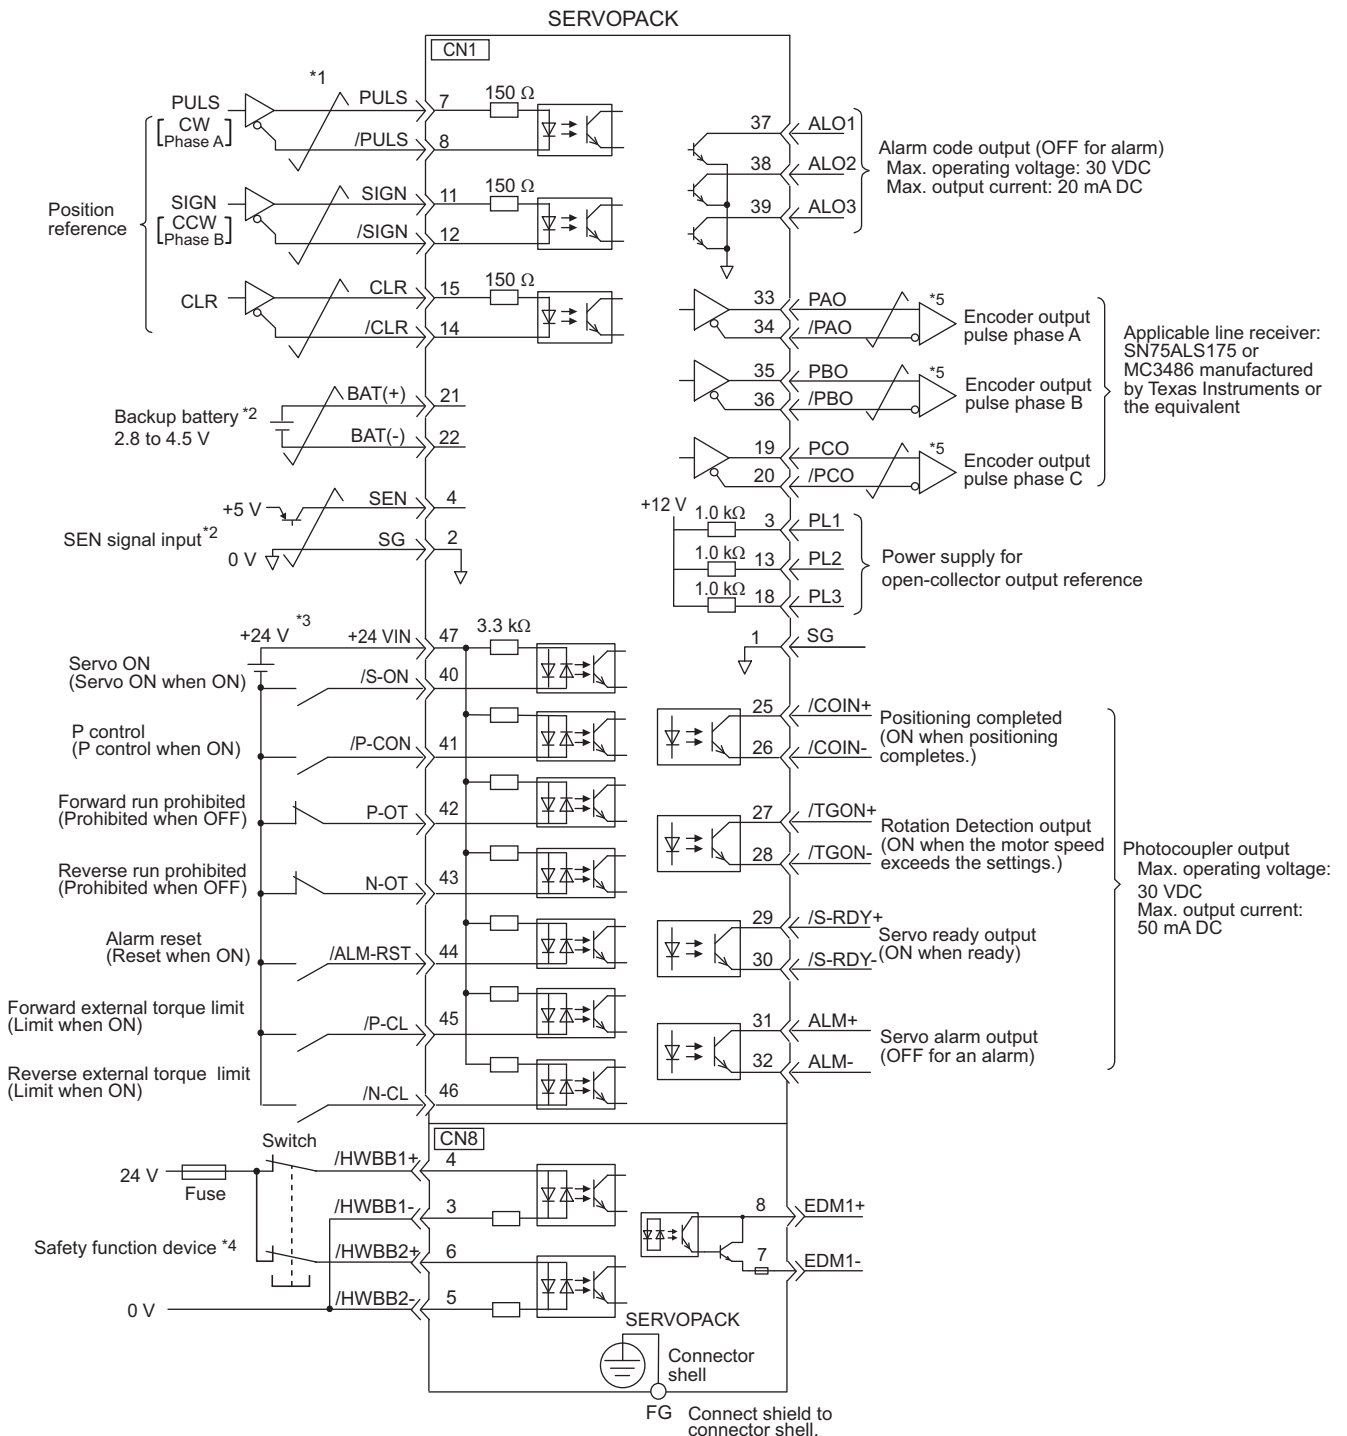 SERVOPACK
CN1
*1
PULS
[CW
Phase A]
PULS
7
150 Ω
/PULS
8
SIGN
[CCW
Phase B]
SIGN
11
150 Ω
/SIGN
12
Position
reference
CLR
CLR
15
150 Ω
/CLR
14
Backup battery *2
2.8 to 4.5 V
BAT(+)
21
BAT(-)
22
+5 V
SEN
4
SEN signal input*2
0 V
SG
2
*3
+24 V
+24 VIN
47
3.3 kΩ
Servo ON
(Servo ON when ON)
/S-ON
40
P control
(P control when ON)
/P-CON
41
Forward run prohibited
(Prohibited when OFF)
P-OT
42
Reverse run prohibited
(Prohibited when OFF)
N-OT
43
Alarm reset
(Reset when ON)
/ALM-RST
44
Forward external torque limit
(Limit when ON)
/P-CL
45
Reverse external torque limit
(Limit when ON)
/N-CL
46
37
ALO1
38
ALO2
39
ALO3
Alarm code output (OFF for alarm)
Max. operating voltage: 30 VDC
Max. output current: 20 mA DC
33
PAO
34
/PAO
*5
Encoder output
pulse phase A
35
PBO
36
/PBO
*5
Encoder output
pulse phase B
19
PCO
20
/PCO
*5
Encoder output
pulse phase C
Applicable line receiver:
SN75ALS175 or
MC3486 manufactured
by Texas Instruments or
the equivalent
+12 V
1.0 kΩ
3
PL1
1.0 kΩ
13
PL2
1.0 kΩ
18
PL3
Power supply for
open-collector output reference
1
SG
25
/COIN+
26
/COIN-
Positioning completed
(ON when positioning
completes.)
27
/TGON+
28
/TGON-
Rotation Detection output
(ON when the motor speed
exceeds the settings.)
29
/S-RDY+
30
/S-RDY-
Servo ready output
(ON when ready)
31
ALM+
32
ALM-
Servo alarm output
(OFF for an alarm)
Photocoupler output
Max. operating voltage:
30 VDC
Max. output current:
50 mA DC
CN8
Switch
24 V
Fuse
/HWBB1+
4
/HWBB1-
3
Safety function device *4
/HWBB2+
6
/HWBB2-
5
0 V
8
EDM1+
7
EDM1-
SERVOPACK
Connector
shell
FG
Connect shield to
connector shell.